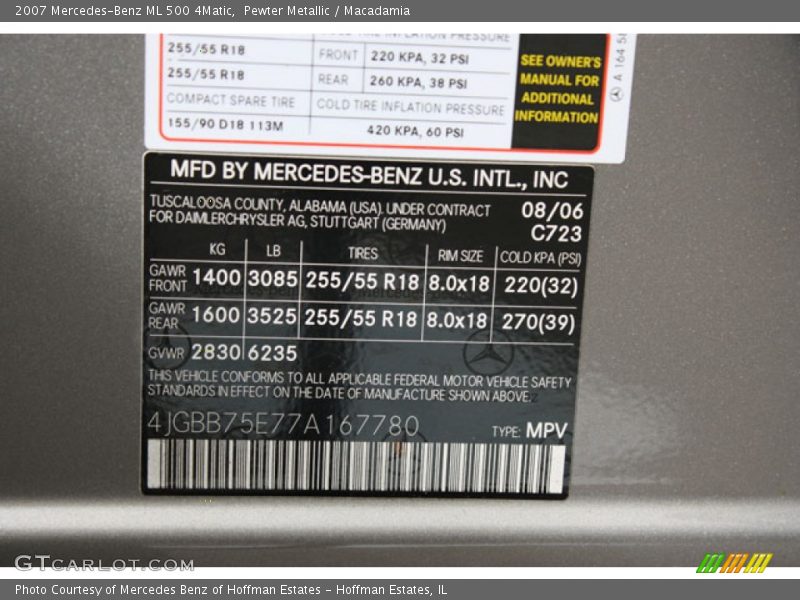 2007 Mercedes-Benz ML 500 4Matic, Pewter Metallic / Macadamia
COLD TIRE INFLATION PRESSURE
255/55 R18 FRONT 220 KPA, 32 PSI
255/55 R18 REAR 260 KPA, 38 PSI
COMPACT SPARE TIRE COLD TIRE INFLATION PRESSURE
155/90 D18 113M 420 KPA, 60 PSI
SEE OWNER'S
MANUAL FOR
ADDITIONAL
INFORMATION
A 164 58
MFD BY MERCEDES-BENZ U.S. INTL., INC
TUSCALOOSA COUNTY, ALABAMA (USA). UNDER CONTRACT
FOR DAIMLERCHRYSLER AG, STUTTGART (GERMANY)
08/06
C723
KG LB TIRES RIM SIZE COLD KPA (PSI)
GAWR FRONT 1400 3085 255/55 R18 8.0x18 220(32)
GAWR REAR 1600 3525 255/55 R18 8.0x18 270(39)
GVWR 2830 6235
THIS VEHICLE CONFORMS TO ALL APPLICABLE FEDERAL MOTOR VEHICLE SAFETY
STANDARDS IN EFFECT ON THE DATE OF MANUFACTURE SHOWN ABOVE.
4JGBB75E77A167780 TYPE: MPV
GTCARLOT.COM
Photo Courtesy of Mercedes Benz of Hoffman Estates - Hoffman Estates, IL